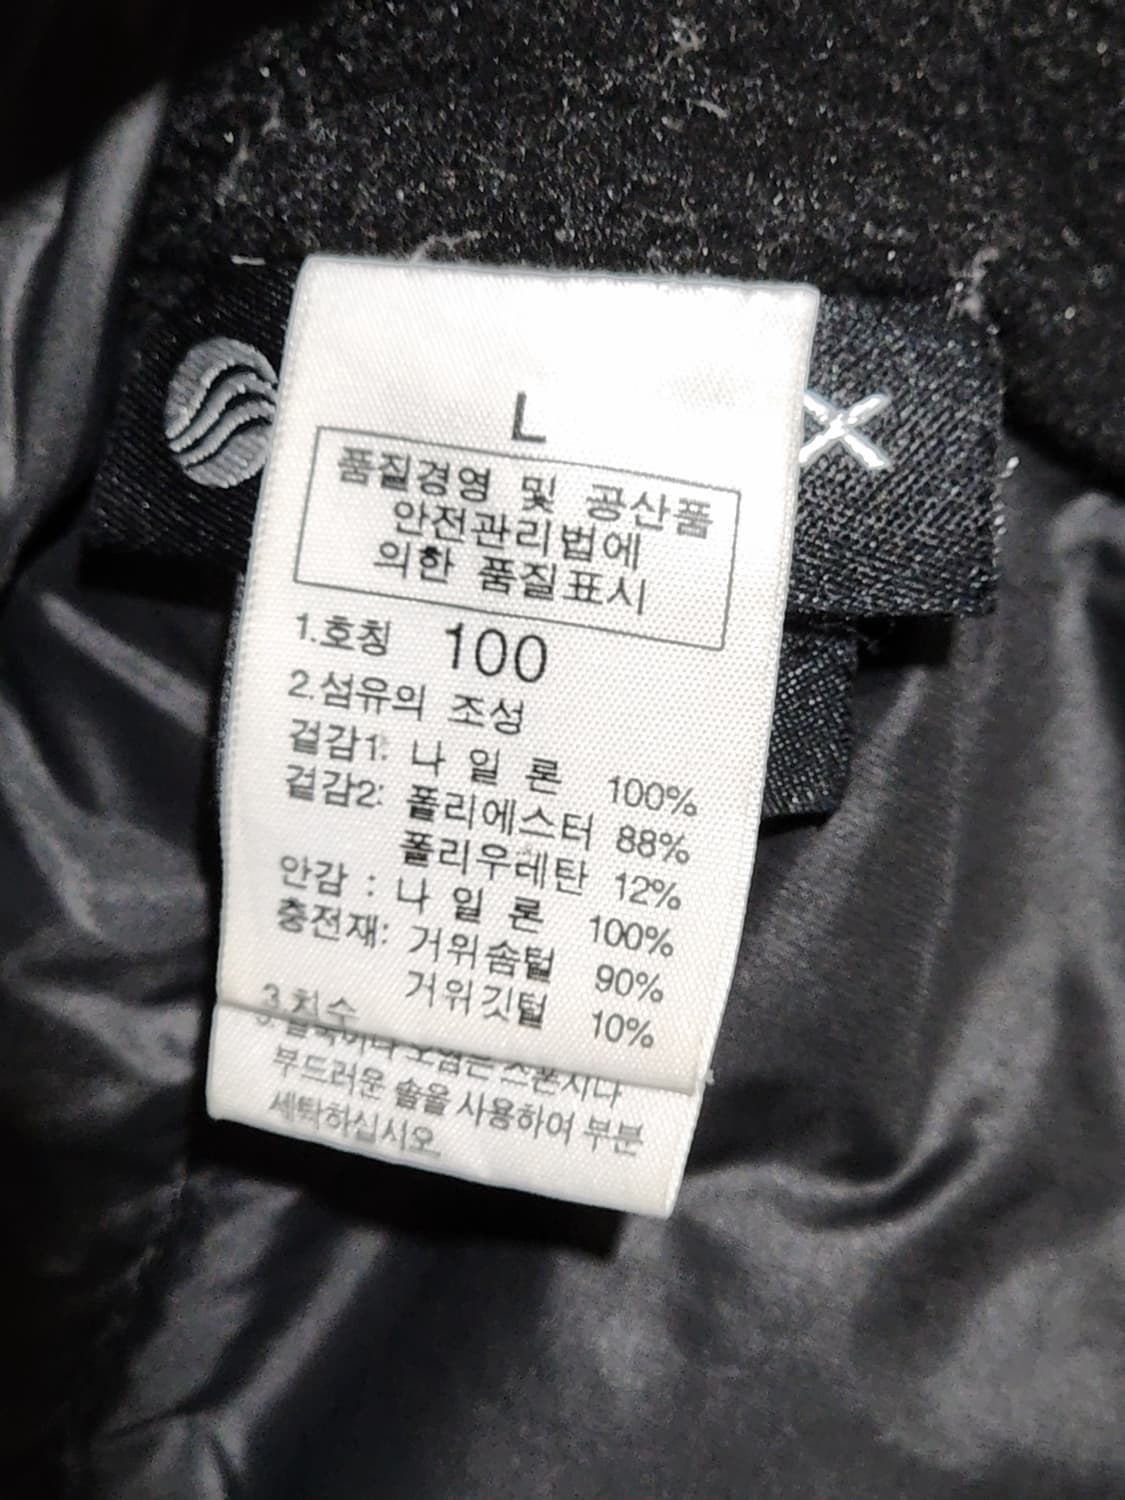 L
X
품질경영 및 공산품
안전관리법에
의한 품질표시
1.호칭 100
2.섬유의 조성
겉감1: 나 일 론 100%
겉감2: 폴리에스터 88%
폴리우레탄 12%
안감 : 나 일 론 100%
충전재: 거위솜털 90%
거위깃털 10%
3.치수
부드러운 솔을 사용하여 부분
세탁하십시오